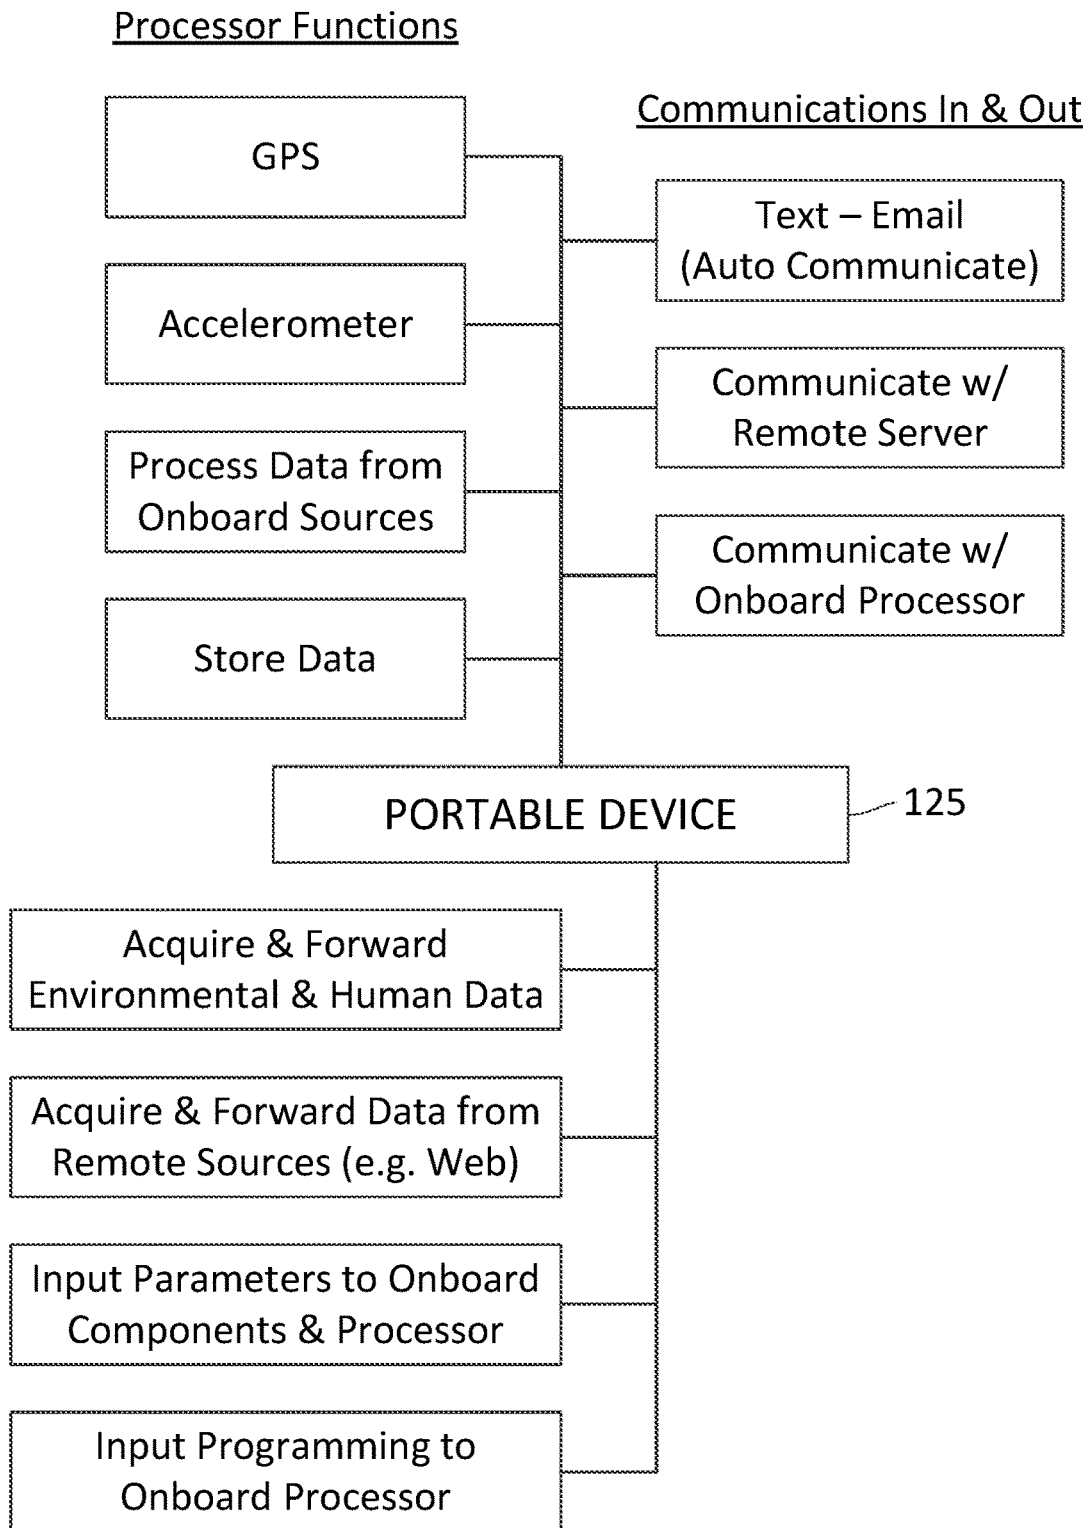 Processor Functions
GPS
Accelerometer
Process Data from
Onboard Sources
Store Data
Communications In & Out
Text – Email
(Auto Communicate)
Communicate w/
Remote Server
Communicate w/
Onboard Processor
PORTABLE DEVICE
125
Acquire & Forward
Environmental & Human Data
Acquire & Forward Data from
Remote Sources (e.g. Web)
Input Parameters to Onboard
Components & Processor
Input Programming to
Onboard Processor